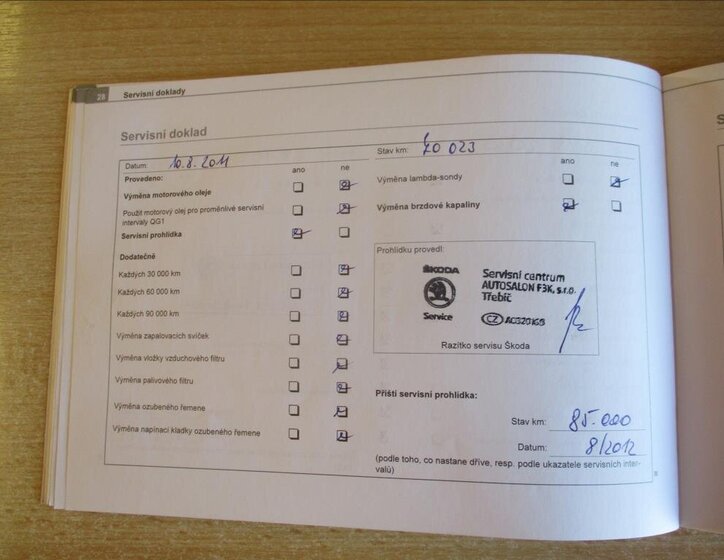 28 Servisní doklady
Servisní doklad
Datum: 10.8.2011
Stav km: 70 023
ano ne
Provedeno:
Výměna motorového oleje
Použit motorový olej pro proměnlivé servisní
intervaly QG1
Servisní prohlídka
Dodatečně
Každých 30 000 km
Každých 60 000 km
Každých 90 000 km
Výměna zapalovacích svíček
Výměna vložky vzduchového filtru
Výměna palivového filtru
Výměna ozubeného řemene
Výměna napínací kladky ozubeného řemene
ano ne
Výměna lambda-sondy
Výměna brzdové kapaliny
Prohlídku provedl:
ŠKODA
Service
Servisní centrum
AUTOSALON F3K, s.r.o.
Třebíč
CZ
Razítko servisu Škoda
Příští servisní prohlídka:
Stav km: 85.000
Datum: 8/2012
(podle toho, co nastane dříve, resp. podle ukazatele servisních inter-
valů)